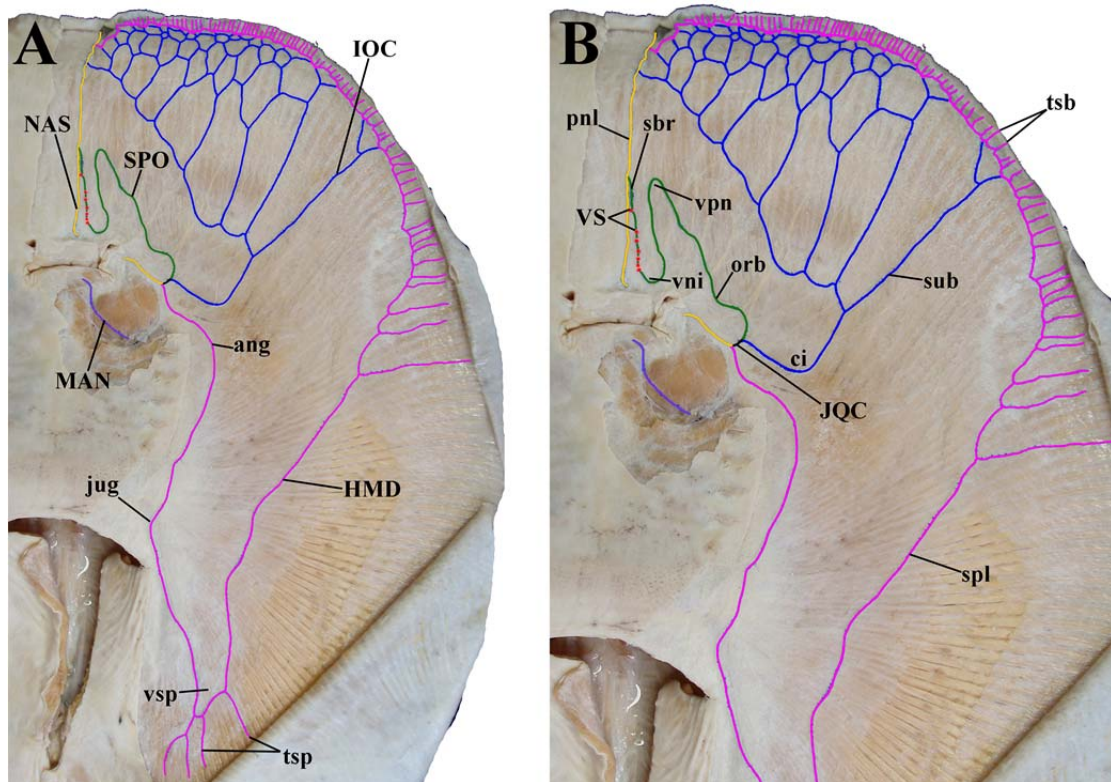 A
IOC
NAS
SPO
MAN
ang
jug
HMD
vsp
tsp
B
tsb
pnl
sbr
VS
vpn
vni
orb
sub
ci
JQC
spl